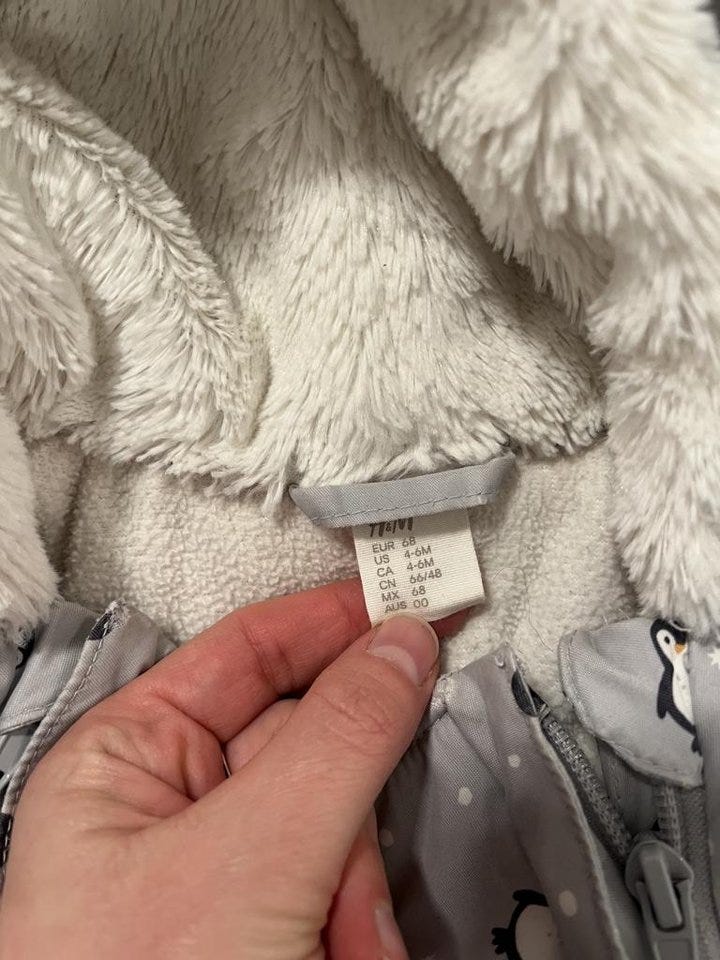 H&M
EUR 68
US 4-6M
CA 4-6M
CN 66/48
MX 68
AUS 00